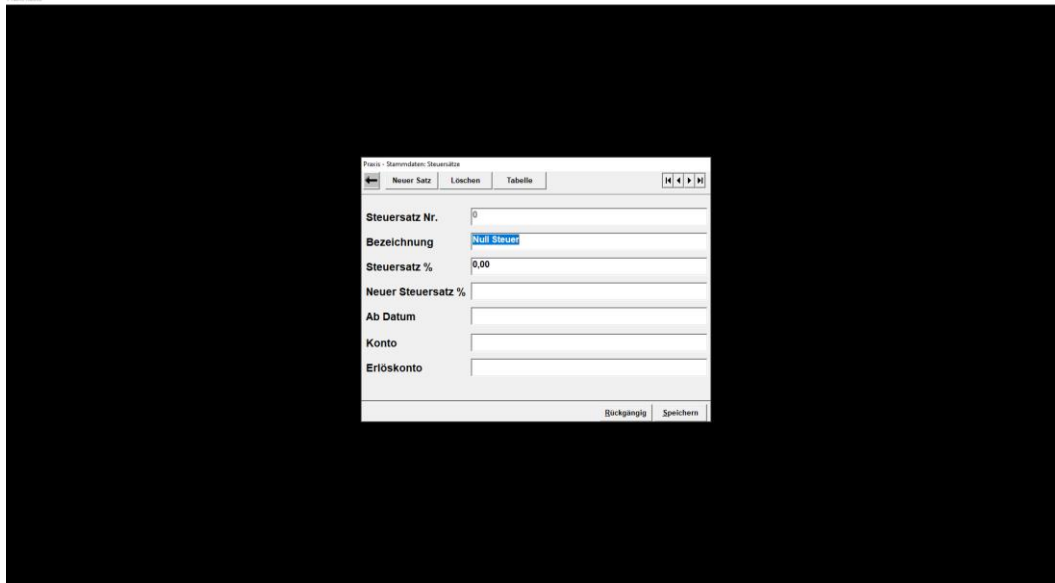 Praxis - Stammdaten: Steuersätze
Neuer Satz Löschen Tabelle
Steuersatz Nr. 0
Bezeichnung Null Steuer
Steuersatz % 0,00
Neuer Steuersatz %
Ab Datum
Konto
Erlöskonto
Rückgängig Speichern